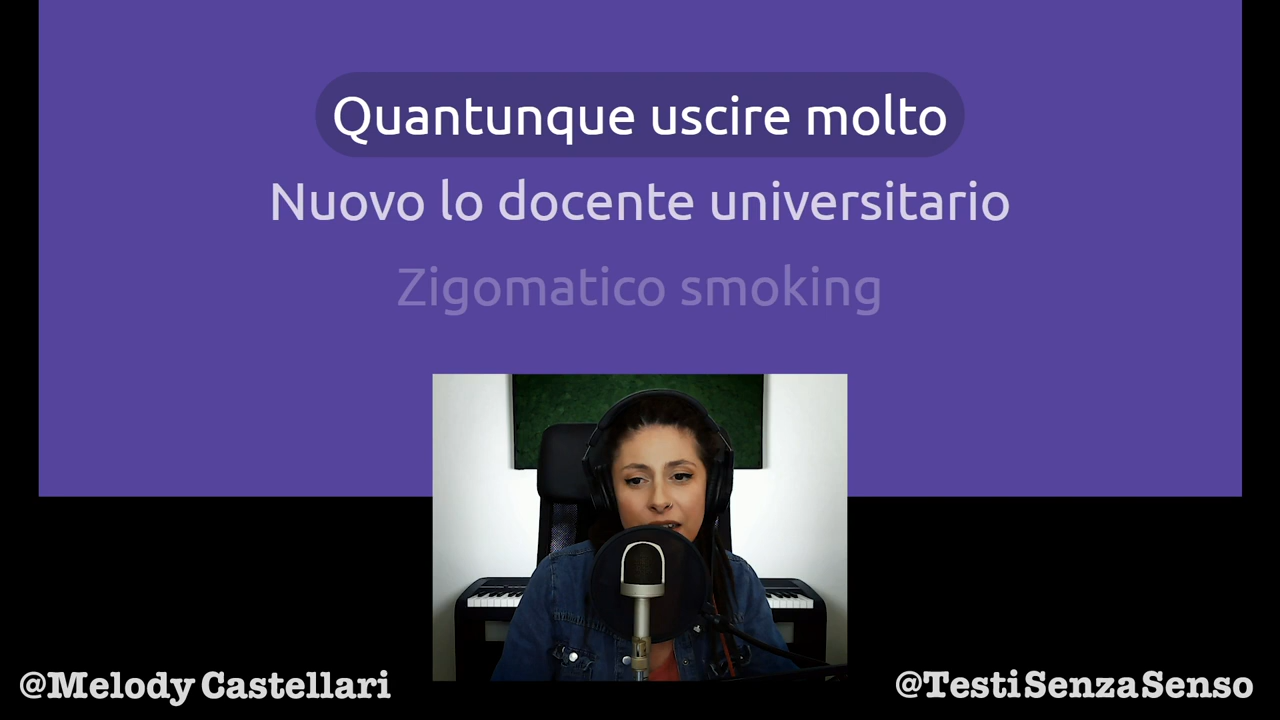 Quantunque uscire molto
Nuovo lo docente universitario
Zigomatico smoking
@Melody Castellari
@TestiSenzaSenso